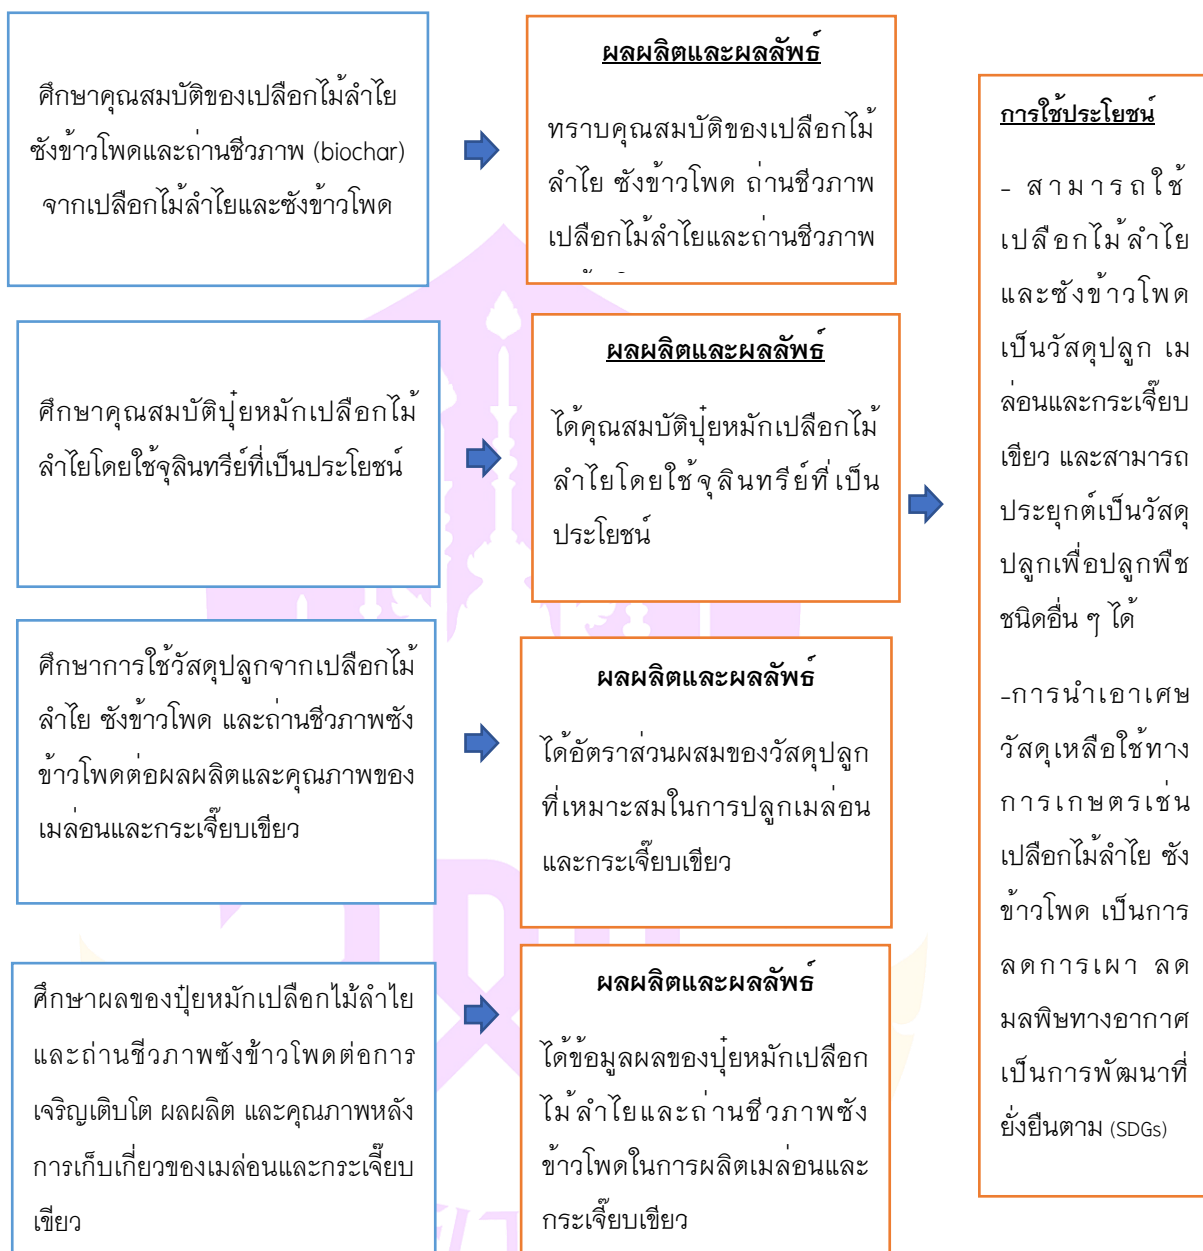 ศึกษาคุณสมบัติของเปลือกไม้ลำไย
ซังข้าวโพดและถ่านชีวภาพ (biochar)
จากเปลือกไม้ลำไยและซังข้าวโพด
ผลผลิตและผลลัพธ์
ทราบคุณสมบัติของเปลือกไม้
ลำไย ซังข้าวโพด ถ่านชีวภาพ
เปลือกไม้ลำไยและถ่านชีวภาพ
ศึกษาคุณสมบัติปุ๋ยหมักเปลือกไม้
ลำไยโดยใช้จุลินทรีย์ที่เป็นประโยชน์
ผลผลิตและผลลัพธ์
ได้คุณสมบัติปุ๋ยหมักเปลือกไม้
ลำไยโดยใช้จุลินทรีย์ที่เป็น
ประโยชน์
ศึกษาการใช้วัสดุปลูกจากเปลือกไม้
ลำไย ซังข้าวโพด และถ่านชีวภาพซัง
ข้าวโพดต่อผลผลิตและคุณภาพของ
เมล่อนและกระเจี๊ยบเขียว
ผลผลิตและผลลัพธ์
ได้อัตราส่วนผสมของวัสดุปลูก
ที่เหมาะสมในการปลูกเมล่อน
และกระเจี๊ยบเขียว
ศึกษาผลของปุ๋ยหมักเปลือกไม้ลำไย
และถ่านชีวภาพซังข้าวโพดต่อการ
เจริญเติบโต ผลผลิต และคุณภาพหลัง
การเก็บเกี่ยวของเมล่อนและกระเจี๊ยบ
เขียว
ผลผลิตและผลลัพธ์
ได้ข้อมูลผลของปุ๋ยหมักเปลือก
ไม้ลำไยและถ่านชีวภาพซัง
ข้าวโพดในการผลิตเมล่อนและ
กระเจี๊ยบเขียว
การใช้ประโยชน์
- สามารถใช้
เปลือกไม้ลำไย
และซังข้าวโพด
เป็นวัสดุปลูก เม
ล่อนและกระเจี๊ยบ
เขียว และสามารถ
ประยุกต์เป็นวัสดุ
ปลูกเพื่อปลูกพืช
ชนิดอื่น ๆ ได้
-การนำเอาเศษ
วัสดุเหลือใช้ทาง
การเกษตรเช่น
เปลือกไม้ลำไย ซัง
ข้าวโพด เป็นการ
ลดการเผา ลด
มลพิษทางอากาศ
เป็นการพัฒนาที่
ยั่งยืนตาม (SDGs)